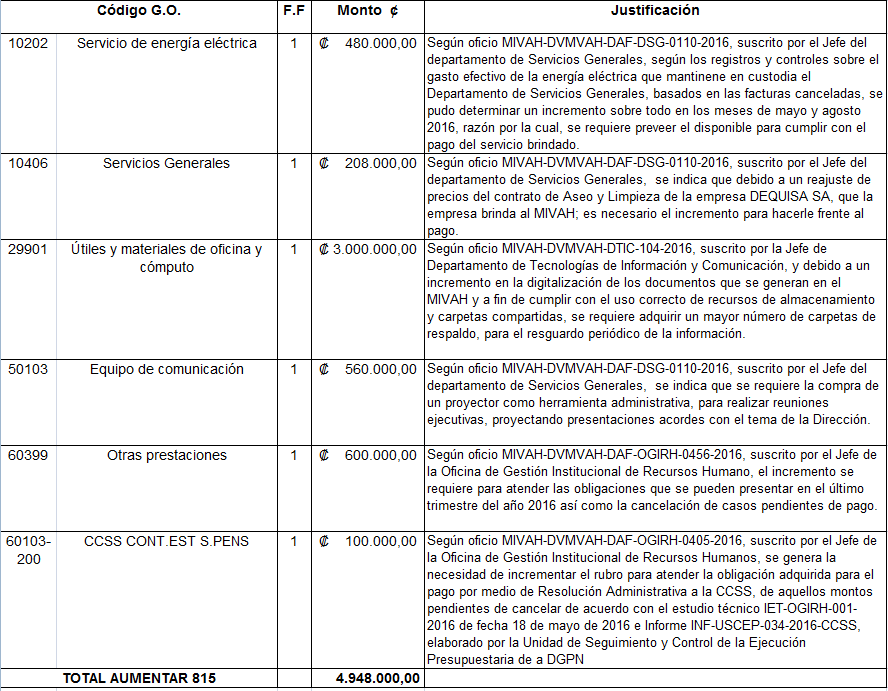 Código G.O. F.F Monto ₡ Justificación
10202 Servicio de energía eléctrica 1 ₡ 480.000,00 Según oficio MIVAH-DVMVAH-DAF-DSG-0110-2016, suscrito por el Jefe del
departamento de Servicios Generales, según los registros y controles sobre el
gasto efectivo de la energía eléctrica que mantinene en custodia el
Departamento de Servicios Generales, basados en las facturas canceladas, se
pudo determinar un incremento sobre todo en los meses de mayo y agosto
2016, razón por la cual, se requiere preveer el disponible para cumplir con el
pago del servicio brindado.
10406 Servicios Generales 1 ₡ 208.000,00 Según oficio MIVAH-DVMVAH-DAF-DSG-0110-2016, suscrito por el Jefe del
departamento de Servicios Generales, se indica que debido a un reajuste de
precios del contrato de Aseo y Limpieza de la empresa DEQUISA SA, que la
empresa brinda al MIVAH; es necesario el incremento para hacerle frente al
pago.
29901 Útiles y materiales de oficina y 1 ₡ 3.000.000,00 Según oficio MIVAH-DVMVAH-DTIC-104-2016, suscrito por la Jefe de
cómputo Departamento de Tecnologías de Información y Comunicación, y debido a un
incremento en la digitalización de los documentos que se generan en el
MIVAH y a fin de cumplir con el uso correcto de recursos de almacenamiento
y carpetas compartidas, se requiere adquirir un mayor número de carpetas de
respaldo, para el resguardo periódico de la información.
50103 Equipo de comunicación 1 ₡ 560.000,00 Según oficio MIVAH-DVMVAH-DAF-DSG-0110-2016, suscrito por el Jefe del
departamento de Servicios Generales, se indica que se requiere la compra de
un proyector como herramienta administrativa, para realizar reuniones
ejecutivas, proyectando presentaciones acordes con el tema de la Dirección.
60399 Otras prestaciones 1 ₡ 600.000,00 Según oficio MIVAH-DVMVAH-DAF-OGIRH-0456-2016, suscrito por el Jefe de
la Oficina de Gestión Institucional de Recursos Humano, el incremento se
requiere para atender las obligaciones que se pueden presentar en el último
trimestre del año 2016 así como la cancelación de casos pendientes de pago.
60103- CCSS CONT.EST S.PENS 1 ₡ 100.000,00 Según oficio MIVAH-DVMVAH-DAF-OGIRH-0405-2016, suscrito por el Jefe de
200 la Oficina de Gestión Institucional de Recursos Humanos, se genera la
necesidad de incrementar el rubro para atender la obligación adquirida para el
pago por medio de Resolución Administrativa a la CCSS, de aquellos montos
pendientes de cancelar de acuerdo con el estudio técnico IET-OGIRH-001-
2016 de fecha 18 de mayo de 2016 e Informe INF-USCEP-034-2016-CCSS,
elaborado por la Unidad de Seguimiento y Control de la Ejecución
Presupuestaria de a DGPN
TOTAL AUMENTAR 815 4.948.000,00